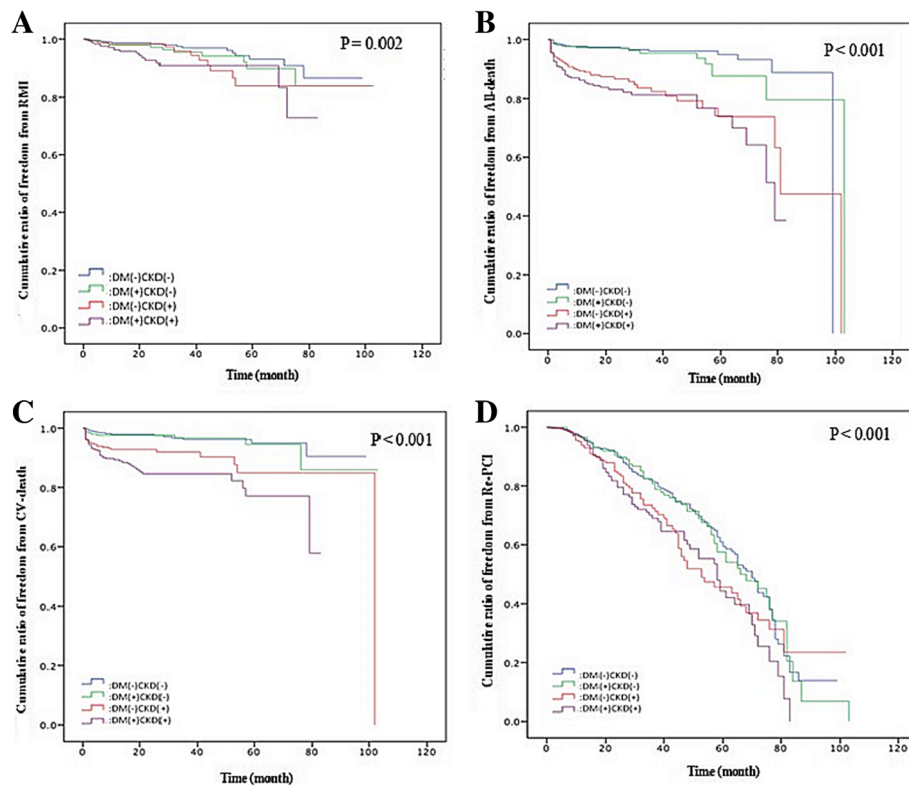 A
P = 0.002
Cumulative ratio of freedom from RMI
1.0
0.8
0.6
0.4
0.2
0.0
:DM(-)CKD(-)
:DM(+)CKD(-)
:DM(-)CKD(+)
:DM(+)CKD(+)
0 20 40 60 80 100 120
Time (month)
B
P < 0.001
Cumulative ratio of freedom from All-death
1.0
0.8
0.6
0.4
0.2
0.0
:DM(-)CKD(-)
:DM(+)CKD(-)
:DM(-)CKD(+)
:DM(+)CKD(+)
0 20 40 60 80 100 120
Time (month)
C
P < 0.001
Cumulative ratio of freedom from CV-death
1.0
0.8
0.6
0.4
0.2
0.0
:DM(-)CKD(-)
:DM(+)CKD(-)
:DM(-)CKD(+)
:DM(+)CKD(+)
0 20 40 60 80 100 120
Time (month)
D
P < 0.001
Cumulative ratio of freedom from Re-PCI
1.0
0.8
0.6
0.4
0.2
0.0
:DM(-)CKD(-)
:DM(+)CKD(-)
:DM(-)CKD(+)
:DM(+)CKD(+)
0 20 40 60 80 100 120
Time (month)